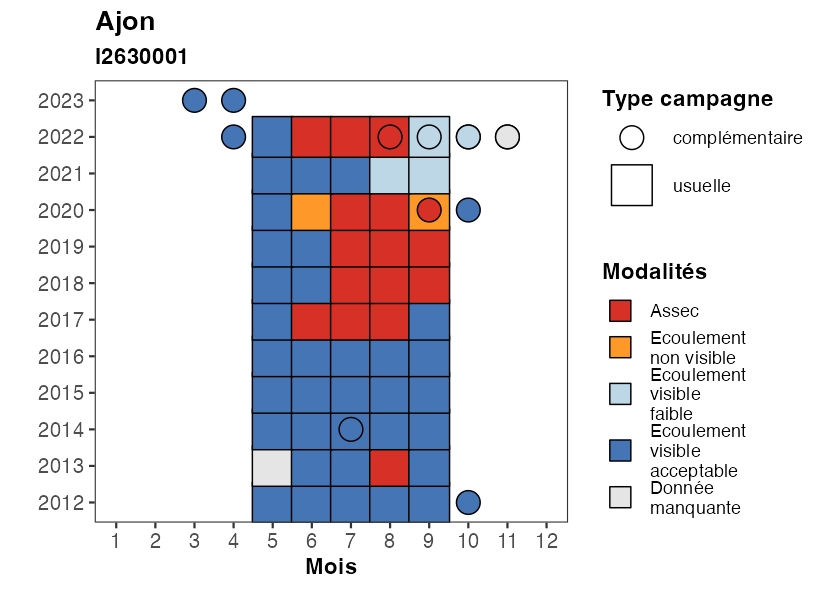 Ajon
I2630001
2023
2022
2021
2020
2019
2018
2017
2016
2015
2014
2013
2012
1 2 3 4 5 6 7 8 9 10 11 12
Mois
Type campagne
complémentaire
usuelle
Modalités
Assec
Ecoulement
non visible
Ecoulement
visible
faible
Ecoulement
visible
acceptable
Donnée
manquante